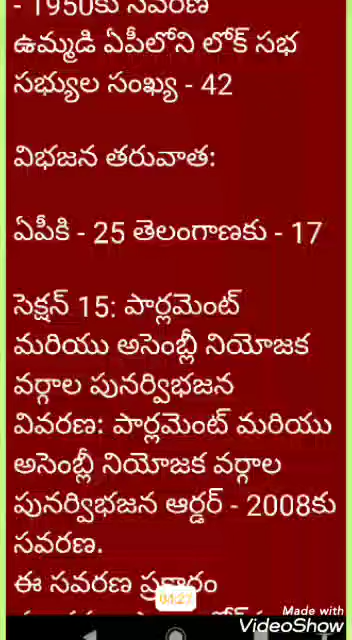 - 1950కు సవరణ
ఉమ్మడి ఏపీలోని లోక్ సభ
సభ్యుల సంఖ్య - 42
విభజన తరువాత:
ఏపీకి - 25 తెలంగాణకు - 17
సెక్షన్ 15: పార్లమెంట్
మరియు అసెంబ్లీ నియోజక
వర్గాల పునర్విభజన
వివరణ: పార్లమెంట్ మరియు
అసెంబ్లీ నియోజక వర్గాల
పునర్విభజన ఆర్డర్ - 2008కు
సవరణ.
ఈ సవరణ ప్రకారం
04:27
Made with
VideoShow